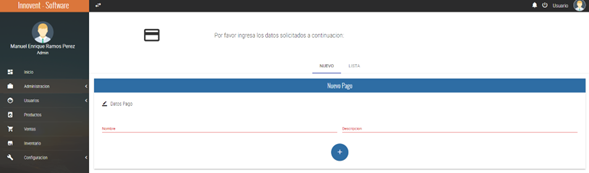 Innovent - Software
Usuario
Manuel Enrique Ramos Perez
Admin
Inicio
Administracion
Usuarios
Productos
Ventas
Inventario
Configuracion
Por favor ingresa los datos solicitados a continuacion:
NUEVO
LISTA
Nuevo Pago
Datos Pago
Nombre
Descripcion